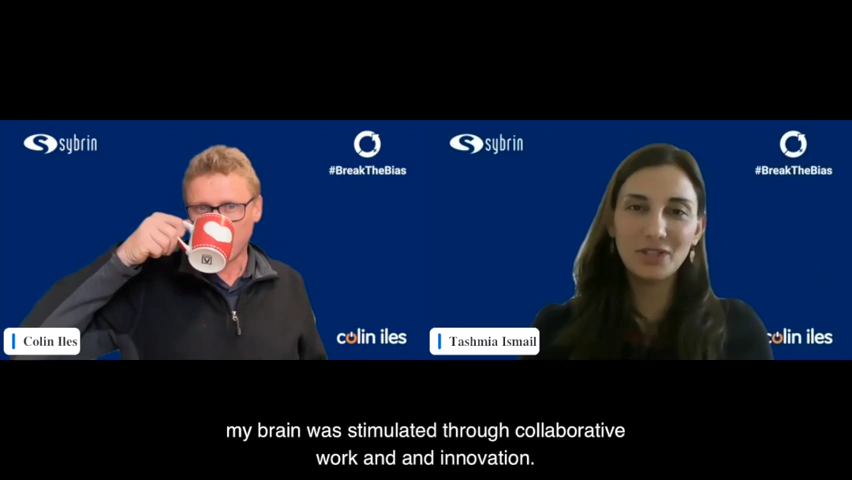 sybrin
#BreakTheBias
sybrin
#BreakTheBias
Colin Iles
colin iles
Tashmia Ismail
colin iles
my brain was stimulated through collaborative
work and and innovation.